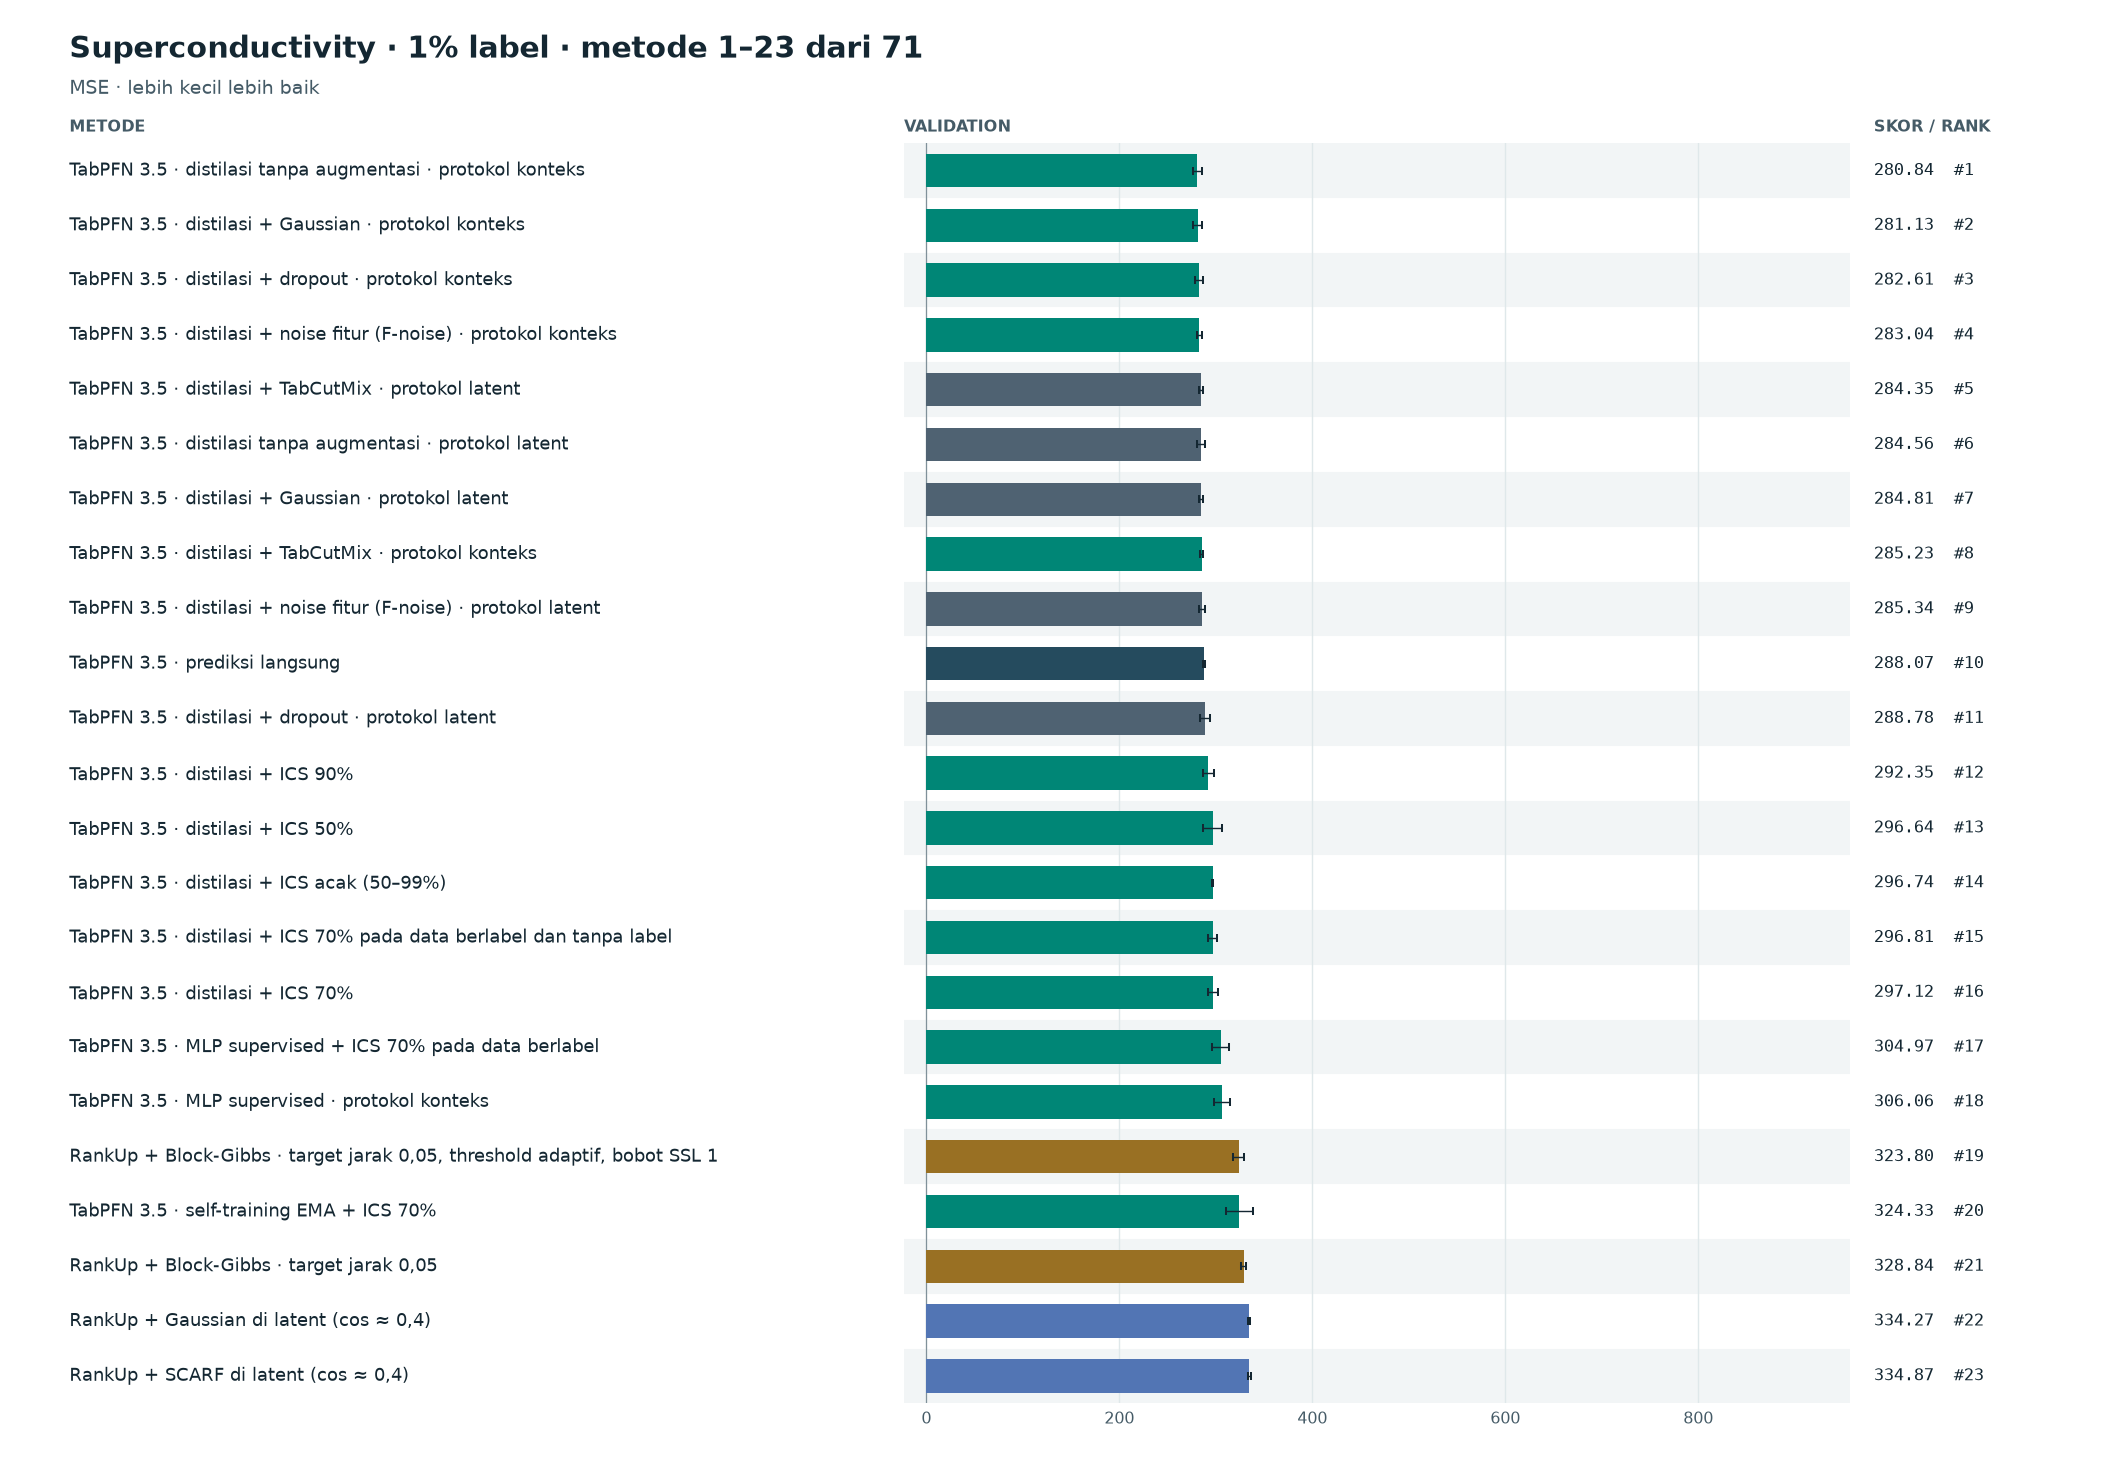 Superconductivity · 1% label · metode 1–23 dari 71
MSE · lebih kecil lebih baik
METODE VALIDATION SKOR / RANK
TabPFN 3.5 · distilasi tanpa augmentasi · protokol konteks 280.84 #1
TabPFN 3.5 · distilasi + Gaussian · protokol konteks 281.13 #2
TabPFN 3.5 · distilasi + dropout · protokol konteks 282.61 #3
TabPFN 3.5 · distilasi + noise fitur (F-noise) · protokol konteks 283.04 #4
TabPFN 3.5 · distilasi + TabCutMix · protokol latent 284.35 #5
TabPFN 3.5 · distilasi tanpa augmentasi · protokol latent 284.56 #6
TabPFN 3.5 · distilasi + Gaussian · protokol latent 284.81 #7
TabPFN 3.5 · distilasi + TabCutMix · protokol konteks 285.23 #8
TabPFN 3.5 · distilasi + noise fitur (F-noise) · protokol latent 285.34 #9
TabPFN 3.5 · prediksi langsung 288.07 #10
TabPFN 3.5 · distilasi + dropout · protokol latent 288.78 #11
TabPFN 3.5 · distilasi + ICS 90% 292.35 #12
TabPFN 3.5 · distilasi + ICS 50% 296.64 #13
TabPFN 3.5 · distilasi + ICS acak (50–99%) 296.74 #14
TabPFN 3.5 · distilasi + ICS 70% pada data berlabel dan tanpa label 296.81 #15
TabPFN 3.5 · distilasi + ICS 70% 297.12 #16
TabPFN 3.5 · MLP supervised + ICS 70% pada data berlabel 304.97 #17
TabPFN 3.5 · MLP supervised · protokol konteks 306.06 #18
RankUp + Block-Gibbs · target jarak 0,05, threshold adaptif, bobot SSL 1 323.80 #19
TabPFN 3.5 · self-training EMA + ICS 70% 324.33 #20
RankUp + Block-Gibbs · target jarak 0,05 328.84 #21
RankUp + Gaussian di latent (cos ≈ 0,4) 334.27 #22
RankUp + SCARF di latent (cos ≈ 0,4) 334.87 #23
0 200 400 600 800